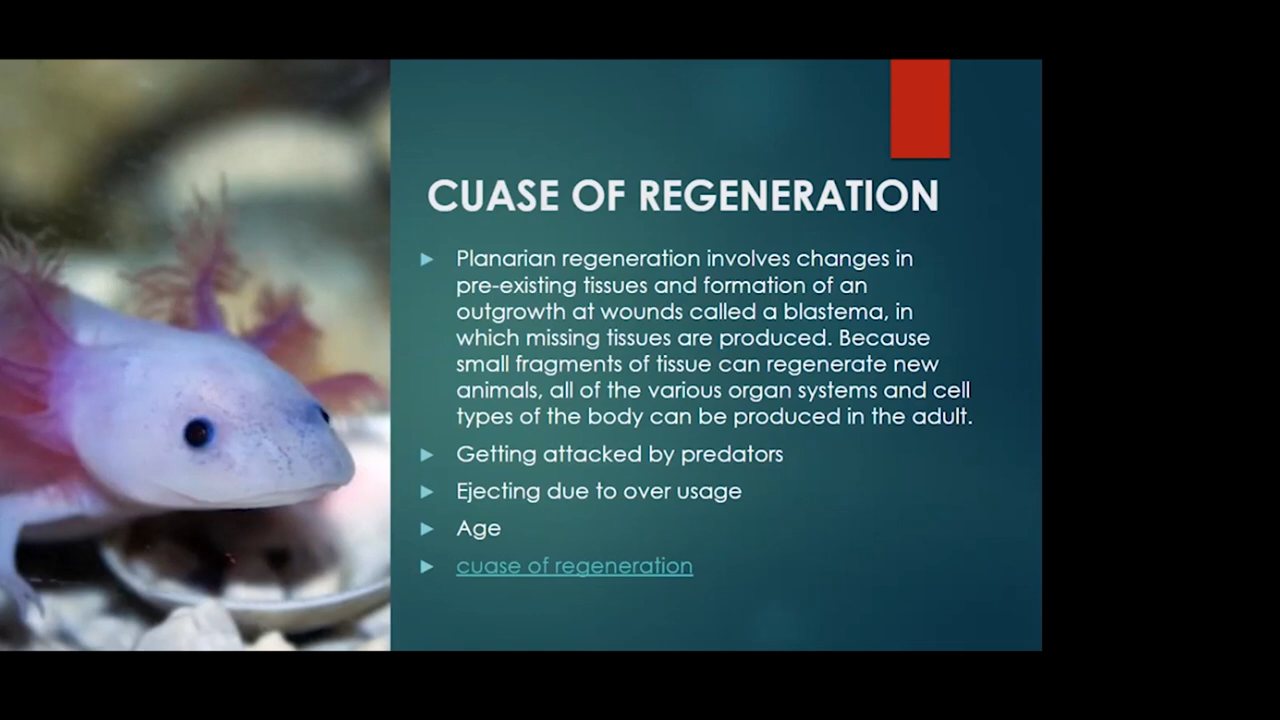 CUASE OF REGENERATION
Planarian regeneration involves changes in
pre-existing tissues and formation of an
outgrowth at wounds called a blastema, in
which missing tissues are produced. Because
small fragments of tissue can regenerate new
animals, all of the various organ systems and cell
types of the body can be produced in the adult.
Getting attacked by predators
Ejecting due to over usage
Age
cuase of regeneration